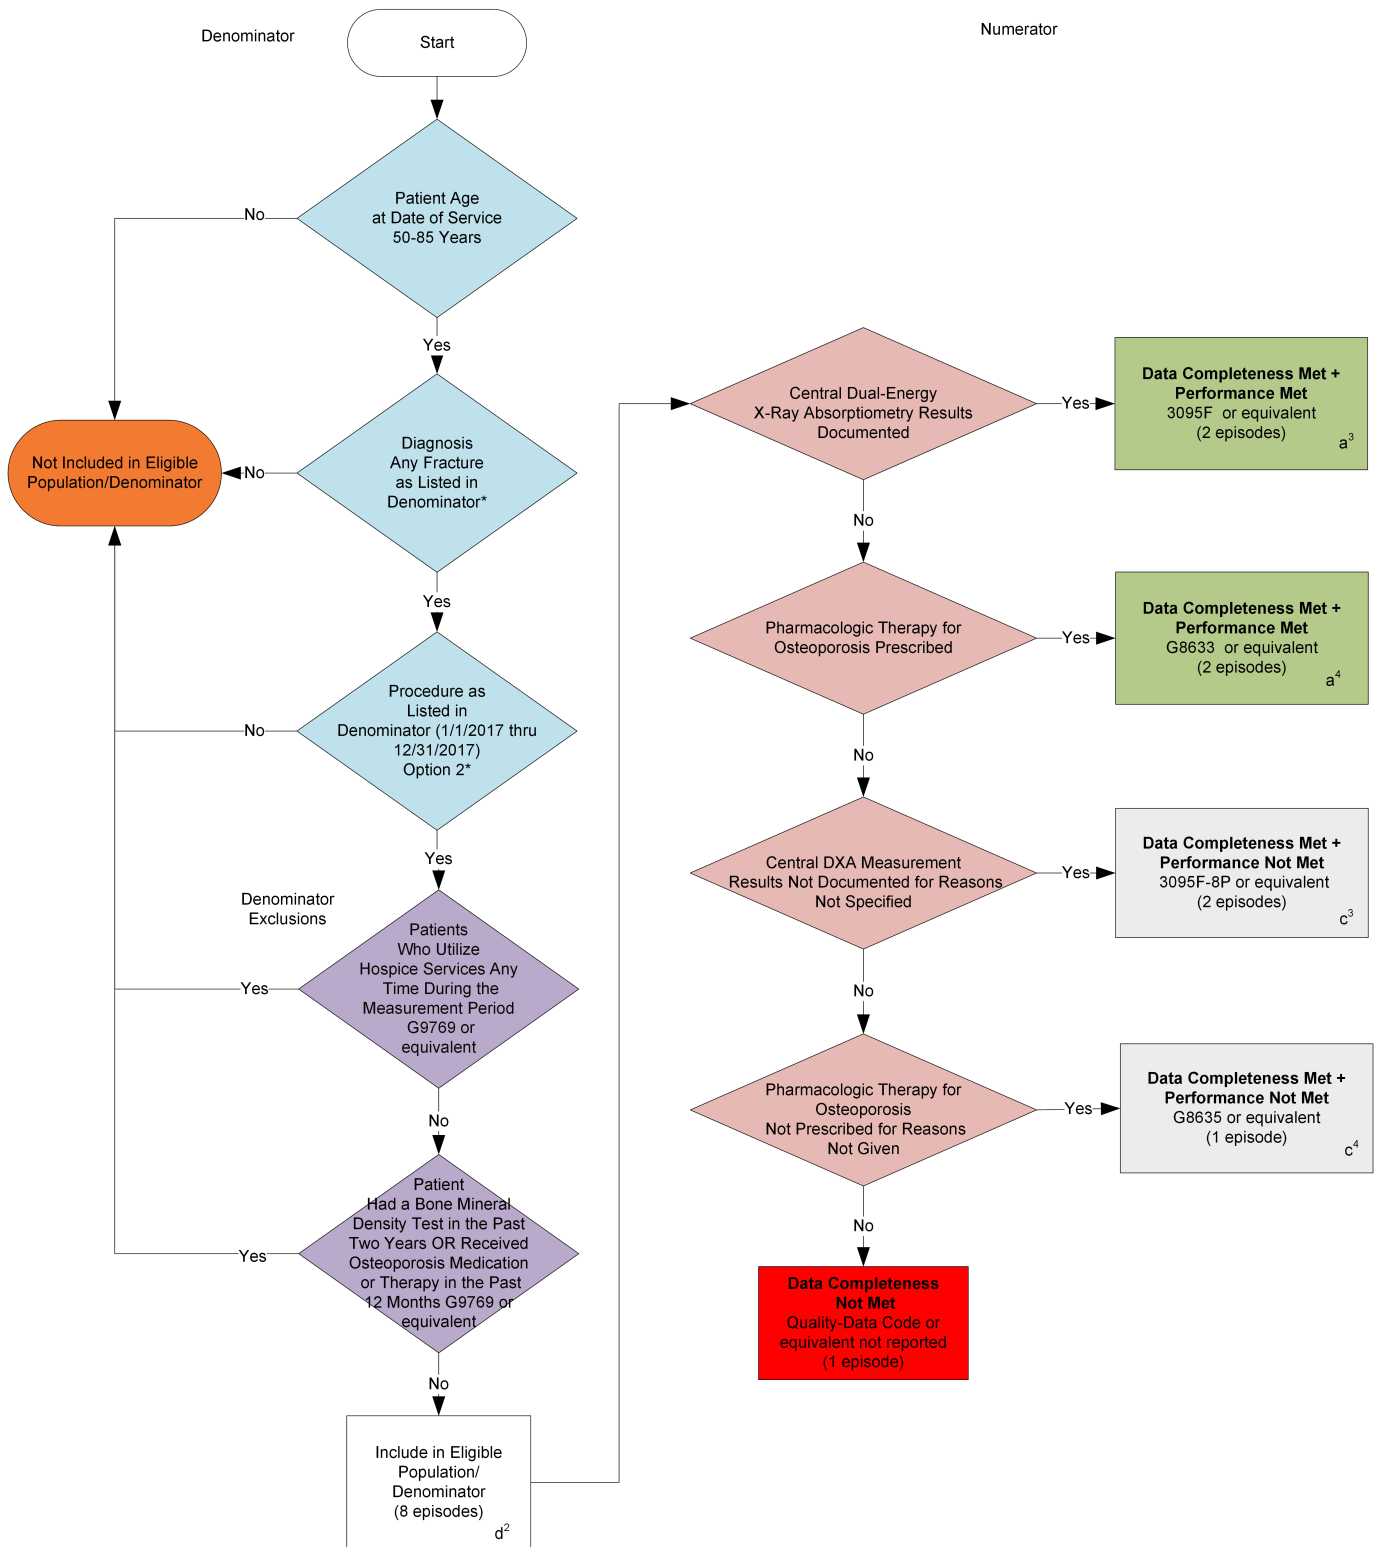 Denominator
Start
Numerator
Patient Age
at Date of Service
50-85 Years
No
Yes
Diagnosis
Any Fracture
as Listed in
Denominator*
No
Not Included in Eligible
Population/Denominator
Yes
Procedure as
Listed in
Denominator (1/1/2017 thru
12/31/2017)
Option 2*
No
Yes
Denominator
Exclusions
Patients
Who Utilize
Hospice Services Any
Time During the
Measurement Period
G9769 or
equivalent
Yes
No
Patient
Had a Bone Mineral
Density Test in the Past
Two Years OR Received
Osteoporosis Medication
or Therapy in the Past
12 Months G9769 or
equivalent
Yes
No
Include in Eligible
Population/
Denominator
(8 episodes)
d²
Central Dual-Energy
X-Ray Absorptiometry Results
Documented
Yes
Data Completeness Met +
Performance Met
3095F or equivalent
(2 episodes)
a³
No
Pharmacologic Therapy for
Osteoporosis Prescribed
Yes
Data Completeness Met +
Performance Met
G8633 or equivalent
(2 episodes)
a⁴
No
Central DXA Measurement
Results Not Documented for Reasons
Not Specified
Yes
Data Completeness Met +
Performance Not Met
3095F-8P or equivalent
(2 episodes)
c³
No
Pharmacologic Therapy for
Osteoporosis
Not Prescribed for Reasons
Not Given
Yes
Data Completeness Met +
Performance Not Met
G8635 or equivalent
(1 episode)
c⁴
No
Data Completeness
Not Met
Quality-Data Code or
equivalent not reported
(1 episode)